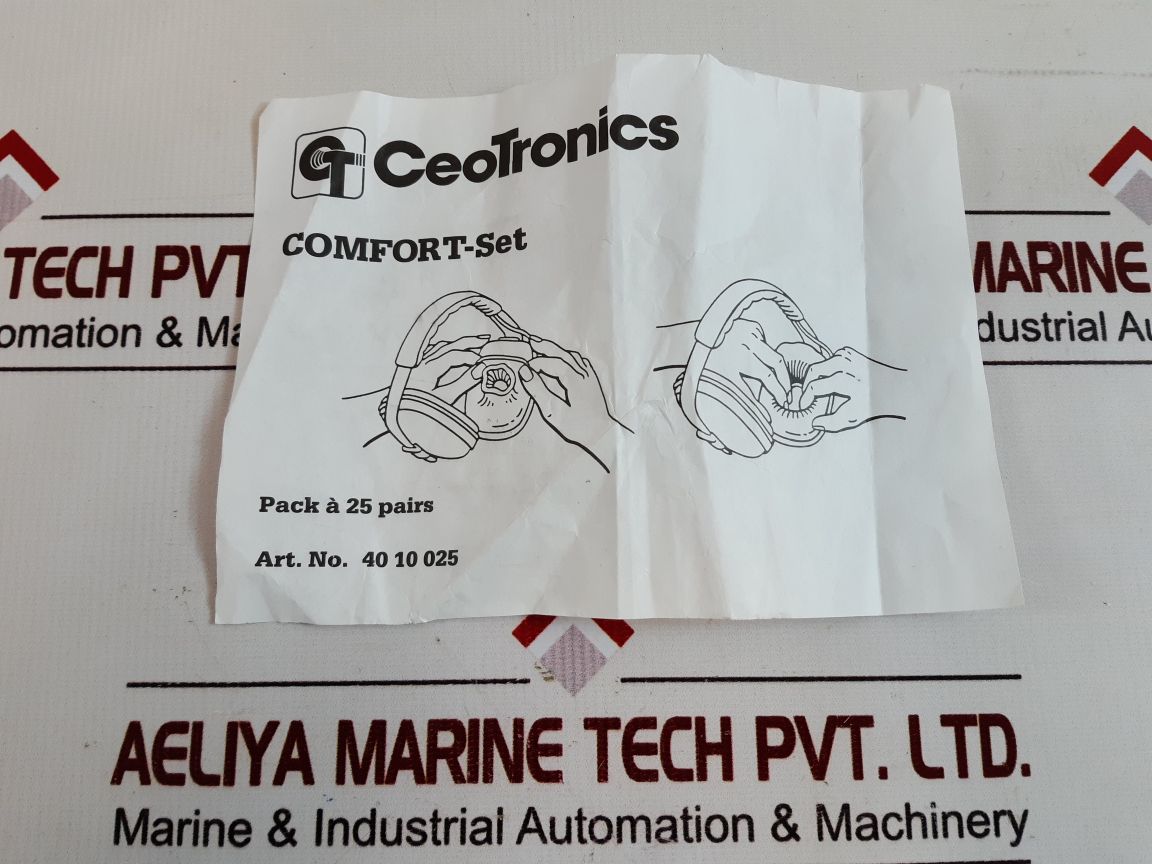 CT CeoTronics
COMFORT-Set
Pack à 25 pairs
Art. No. 40 10 025
TECH PVT
omation & Ma
MARINE
dustrial Au
AELIYA MARINE TECH PVT. LTD.
Marine & Industrial Automation & Machinery